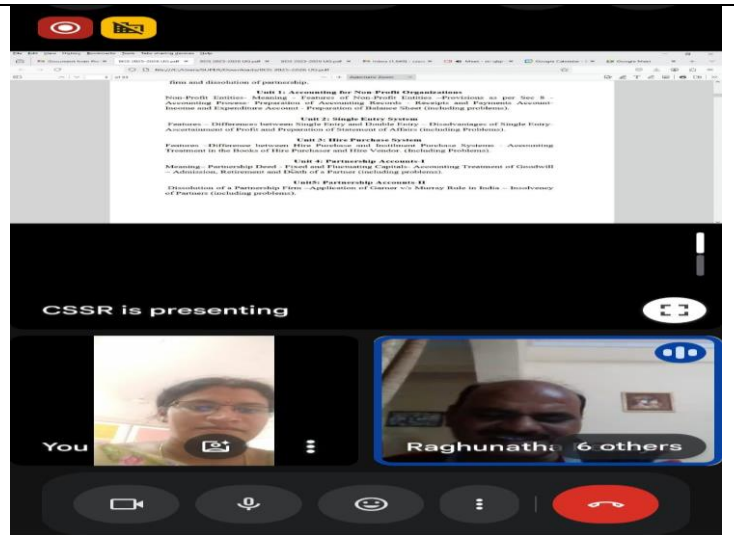 firm and dissolution of partnership.
Unit 1: Accounting for Non-Profit Organizations
Non-Profit Entities- Meaning - Features of Non-Profit Entities –Provisions as per Sec 8 -
Accounting Process- Preparation of Accounting Records - Receipts and Payments Account-
Income and Expenditure Account - Preparation of Balance Sheet (including problems).
Unit 2: Single Entry System
Features – Differences between Single Entry and Double Entry – Disadvantages of Single Entry-
Ascertainment of Profit and Preparation of Statement of Affairs (including Problems).
Unit 3: Hire Purchase System
Features –Difference between Hire Purchase and Installment Purchase Systems - Accounting
Treatment in the Books of Hire Purchaser and Hire Vendor. (Including Problems).
Unit 4: Partnership Accounts-I
Meaning– Partnership Deed - Fixed and Fluctuating Capitals- Accounting Treatment of Goodwill
– Admission, Retirement and Death of a Partner (including problems).
Unit5: Partnership Accounts-II
Dissolution of a Partnership Firm –Application of Garner v/s Murray Rule in India – Insolvency
of Partners (including problems).
CSSR is presenting
You
Raghunatha 6 others